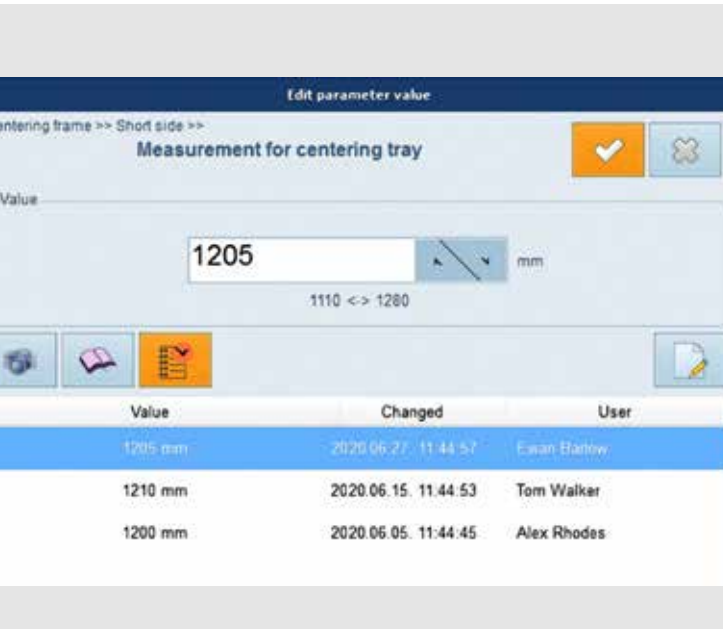 Edit parameter value
entering frame >> Short side >>
Measurement for centering tray
Value
1205 mm
1110 <-> 1280
Value Changed User
1205 mm 2020.06.27. 11:44:57 Ewan Barlow
1210 mm 2020.06.15. 11:44:53 Tom Walker
1200 mm 2020.06.05. 11:44:45 Alex Rhodes